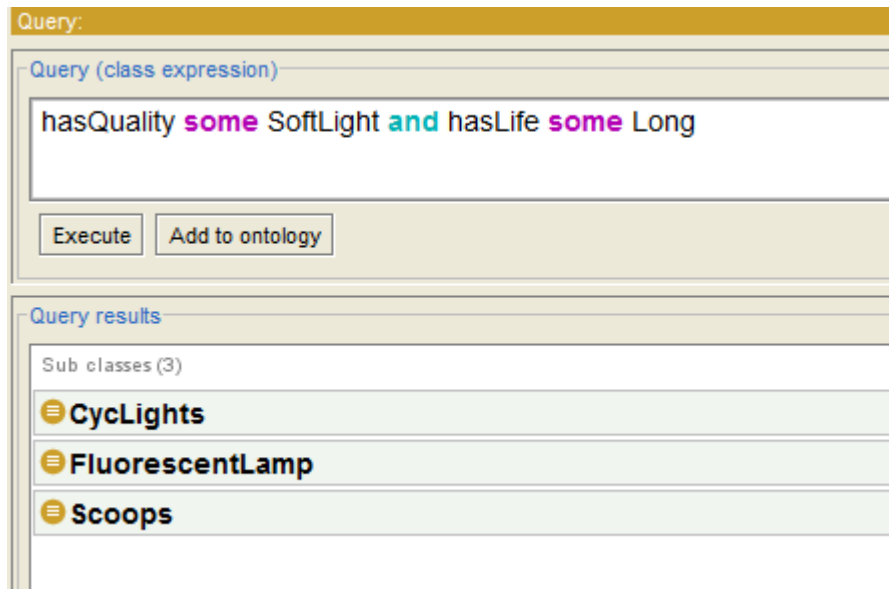 Query:
Query (class expression)
hasQuality some SoftLight and hasLife some Long
Execute Add to ontology
Query results
Sub classes (3)
CycLights
FluorescentLamp
Scoops